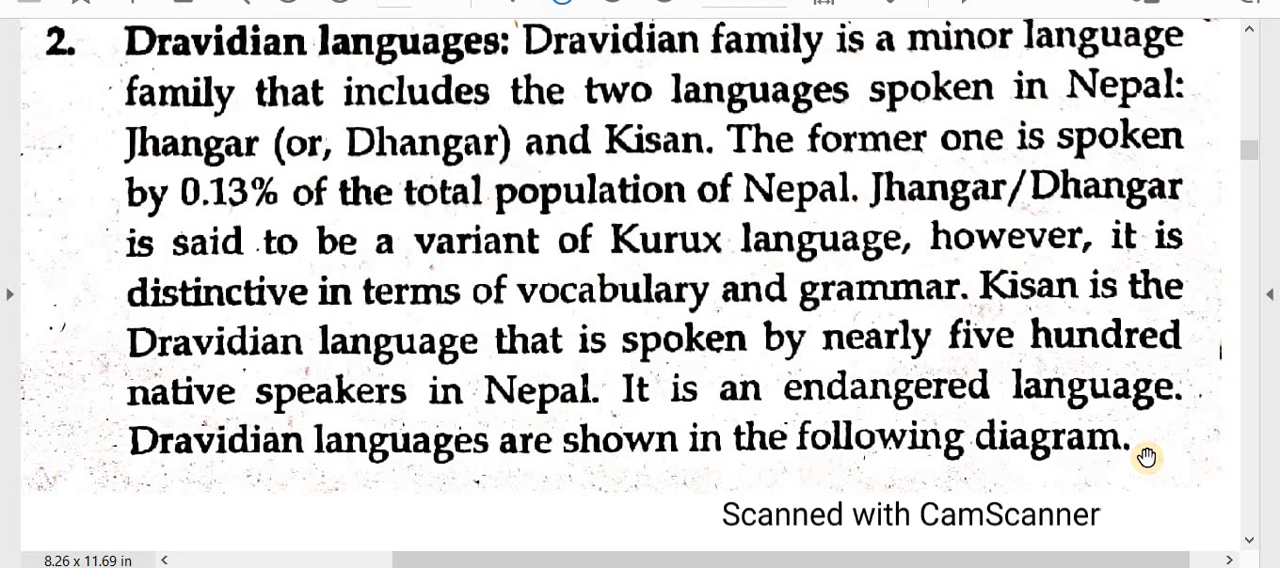 2. Dravidian languages: Dravidian family is a minor language
family that includes the two languages spoken in Nepal:
Jhangar (or, Dhangar) and Kisan. The former one is spoken
by 0.13% of the total population of Nepal. Jhangar/Dhangar
is said to be a variant of Kurux language, however, it is
distinctive in terms of vocabulary and grammar. Kisan is the
Dravidian language that is spoken by nearly five hundred
native speakers in Nepal. It is an endangered language.
Dravidian languages are shown in the following diagram.
Scanned with CamScanner
8.26 x 11.69 in